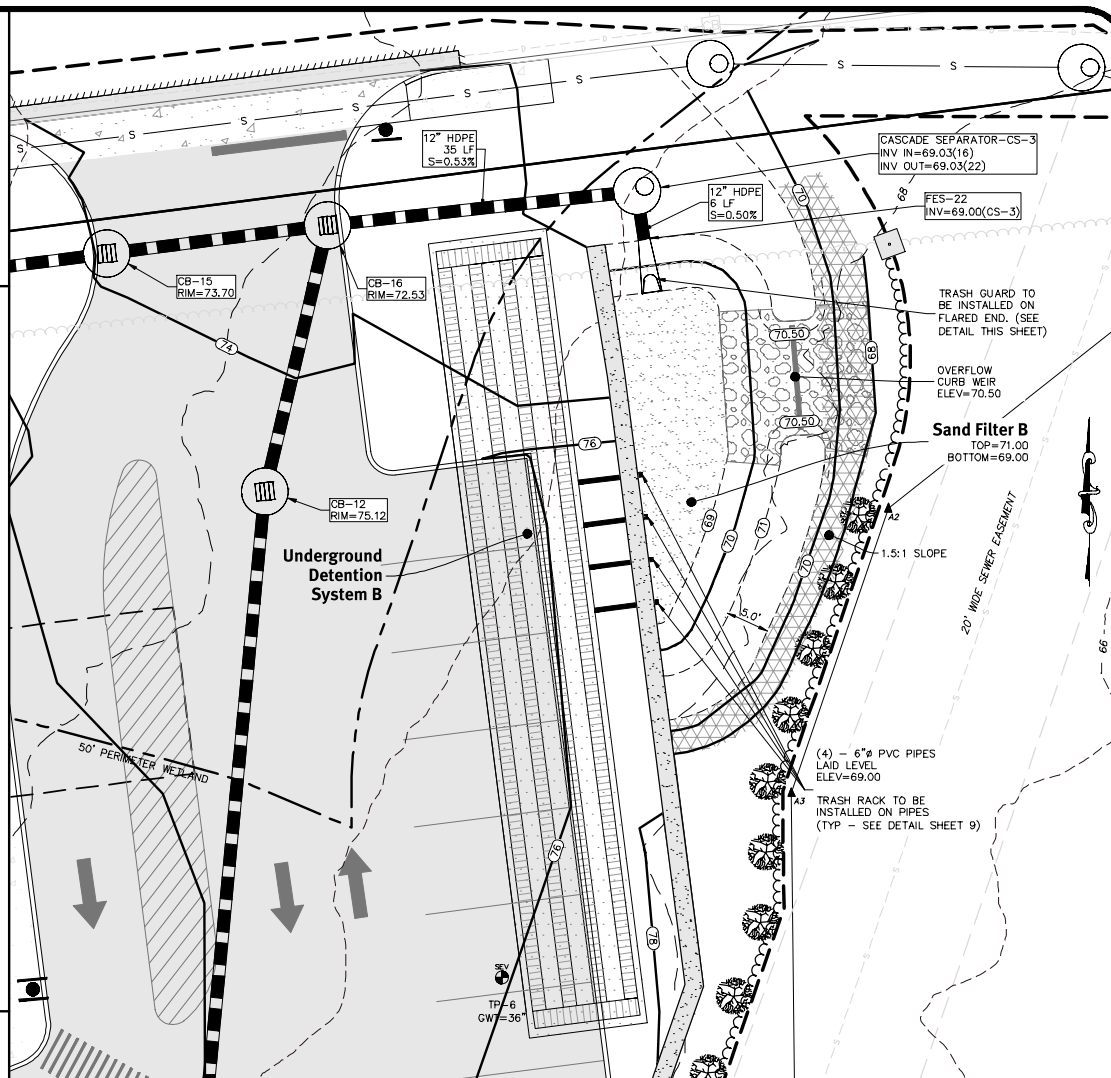 CB
S
S
S
S
S
S
S
12" HDPE
35 LF
S=0.53%
CASCADE SEPARATOR-CS-3
INV IN=69.03(16)
INV OUT=69.03(22)
12" HDPE
6 LF
S=0.50%
70
68
FES-22
INV=69.00(CS-3)
CB-15
RIM=73.70
CB-16
RIM=72.53
TRASH GUARD TO
BE INSTALLED ON
FLARED END. (SEE
DETAIL THIS SHEET)
74
70.50
68
OVERFLOW
CURB WEIR
ELEV=70.50
70.50
Sand Filter B
TOP=71.00
BOTTOM=69.00
76
CB-12
RIM=75.12
A2
69
70
71
Underground
Detention
System B
1.5:1 SLOPE
70
20' WIDE SEWER EASEMENT
5.0'
66
50' PERIMETER WETLAND
(4) - 6"ø PVC PIPES
LAID LEVEL
ELEV=69.00
A3
TRASH RACK TO BE
INSTALLED ON PIPES
(TYP - SEE DETAIL SHEET 9)
76
78
SEV
TP-6
GWT=36"